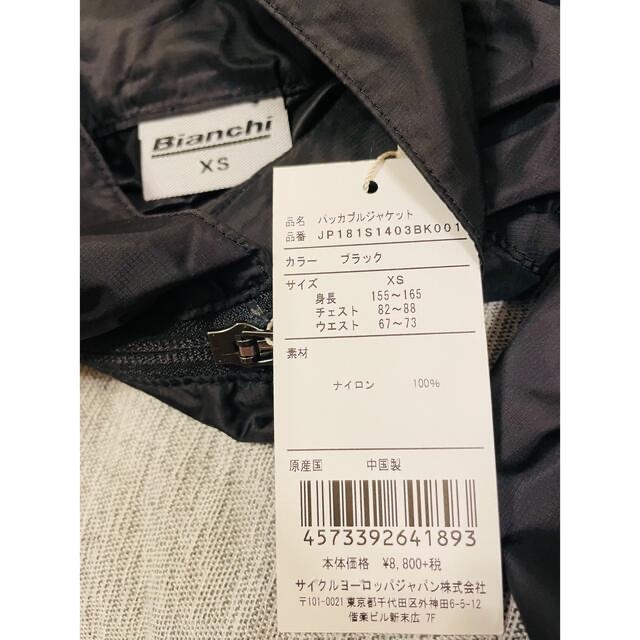 Bianchi
XS
品名 パッカブルジャケット
品番 JP181S1403BK001
カラー ブラック
サイズ XS
身長 155～165
チェスト 82～88
ウエスト 67～73
素材
ナイロン 100%
原産国 中国製
4573392641893
本体価格 ¥8,800+税
サイクルヨーロッパジャパン株式会社
〒101-0021 東京都千代田区外神田6-5-12
偕楽ビル新末広 7F